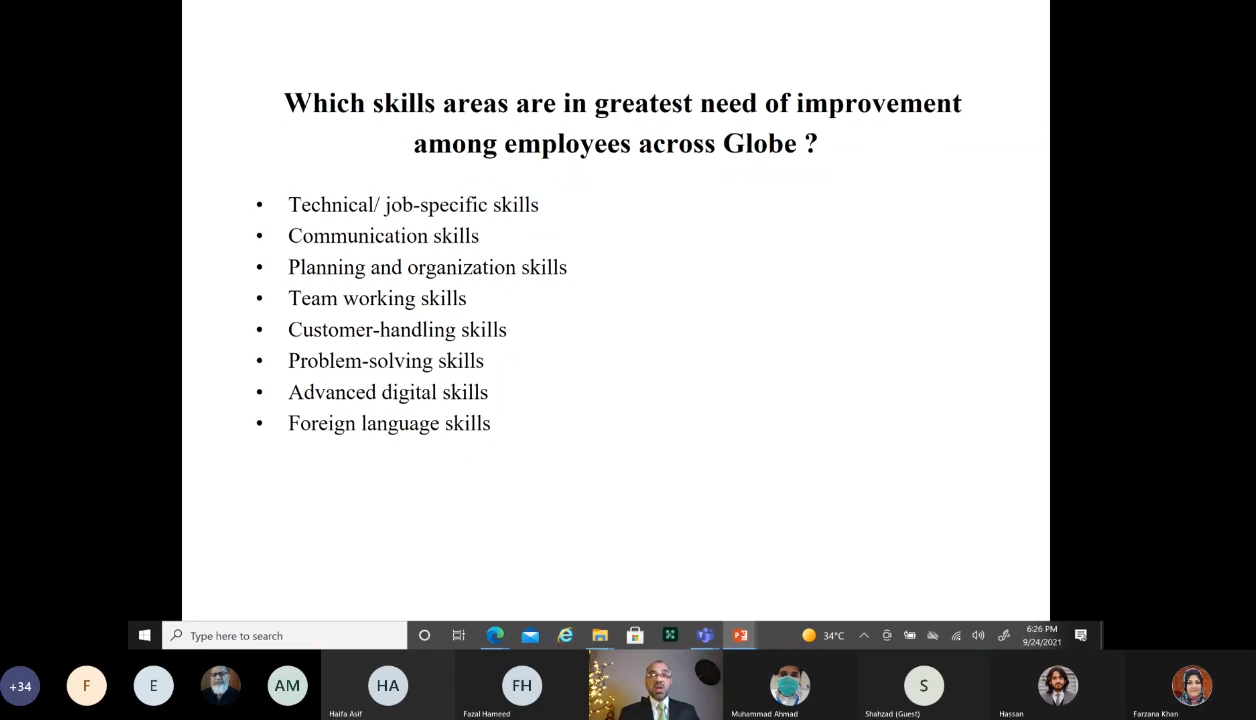 Which skills areas are in greatest need of improvement
among employees across Globe ?
• Technical/ job-specific skills
• Communication skills
• Planning and organization skills
• Team working skills
• Customer-handling skills
• Problem-solving skills
• Advanced digital skills
• Foreign language skills
Type here to search
34°C
6:26 PM
9/24/2021
+34
F
E
AM
HA
Haifa Asif
FH
Fazal Hameed
Muhammad Ahmad
S
Shahzad (Guest)
Hassan
Farzana Khan